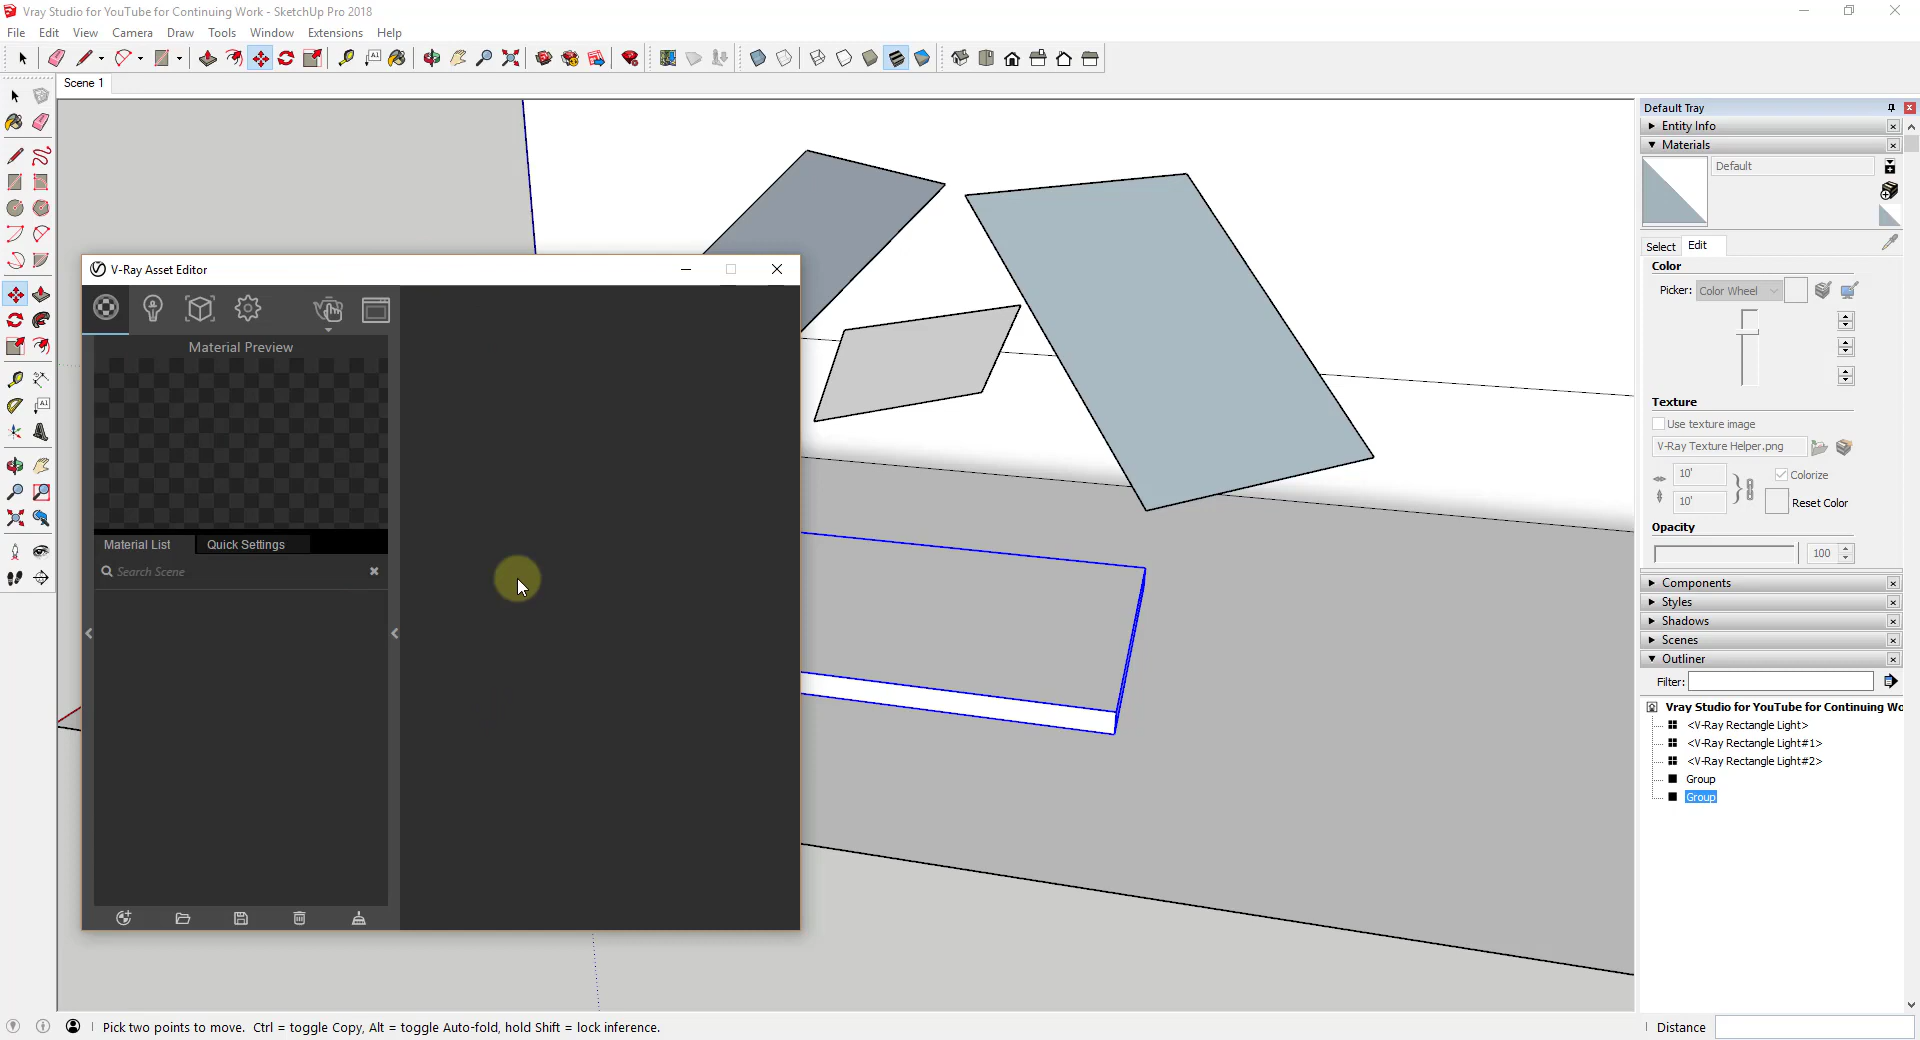 Vray Studio for YouTube for Continuing Work - SketchUp Pro 2018
File Edit View Camera Draw Tools Window Extensions Help
Scene 1
Default Tray
Entity Info
Materials
Default
Select Edit
Color
Picker: Color Wheel
Texture
Use texture image
V-Ray Texture Helper.png
10'
Colorize
10'
Reset Color
Opacity
100
Components
Styles
Shadows
Scenes
Outliner
Filter:
Vray Studio for YouTube for Continuing Wo
<V-Ray Rectangle Light>
<V-Ray Rectangle Light#1>
<V-Ray Rectangle Light#2>
Group
Group
V-Ray Asset Editor
Material Preview
Material List Quick Settings
Search Scene
Pick two points to move. Ctrl = toggle Copy, Alt = toggle Auto-fold, hold Shift = lock inference.
Distance